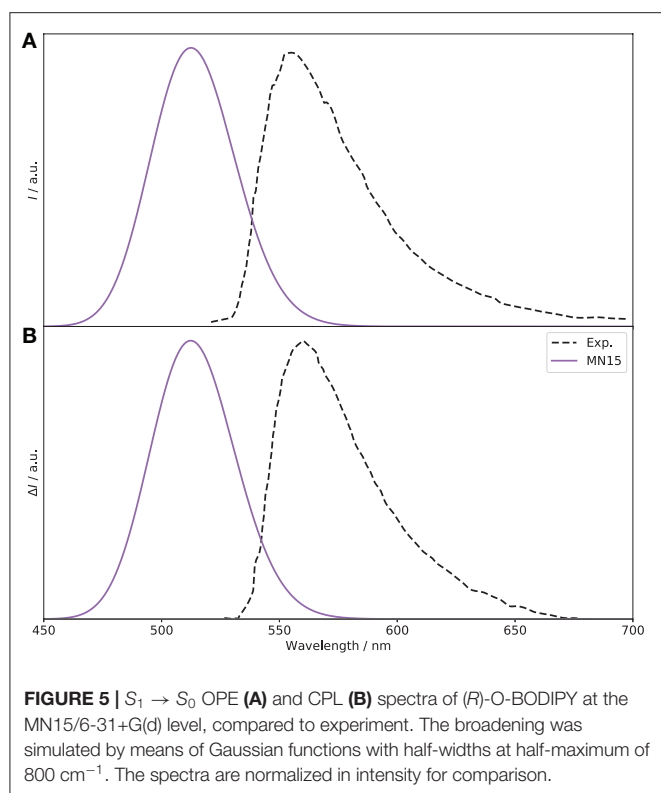 A
I / a.u.
Wavelength / nm
B
Exp.
MN15
ΔI / a.u.
450 500 550 600 650 700
Wavelength / nm
FIGURE 5 | S₁ → S₀ OPE (A) and CPL (B) spectra of (R)-O-BODIPY at the
MN15/6-31+G(d) level, compared to experiment. The broadening was
simulated by means of Gaussian functions with half-widths at half-maximum of
800 cm⁻¹. The spectra are normalized in intensity for comparison.